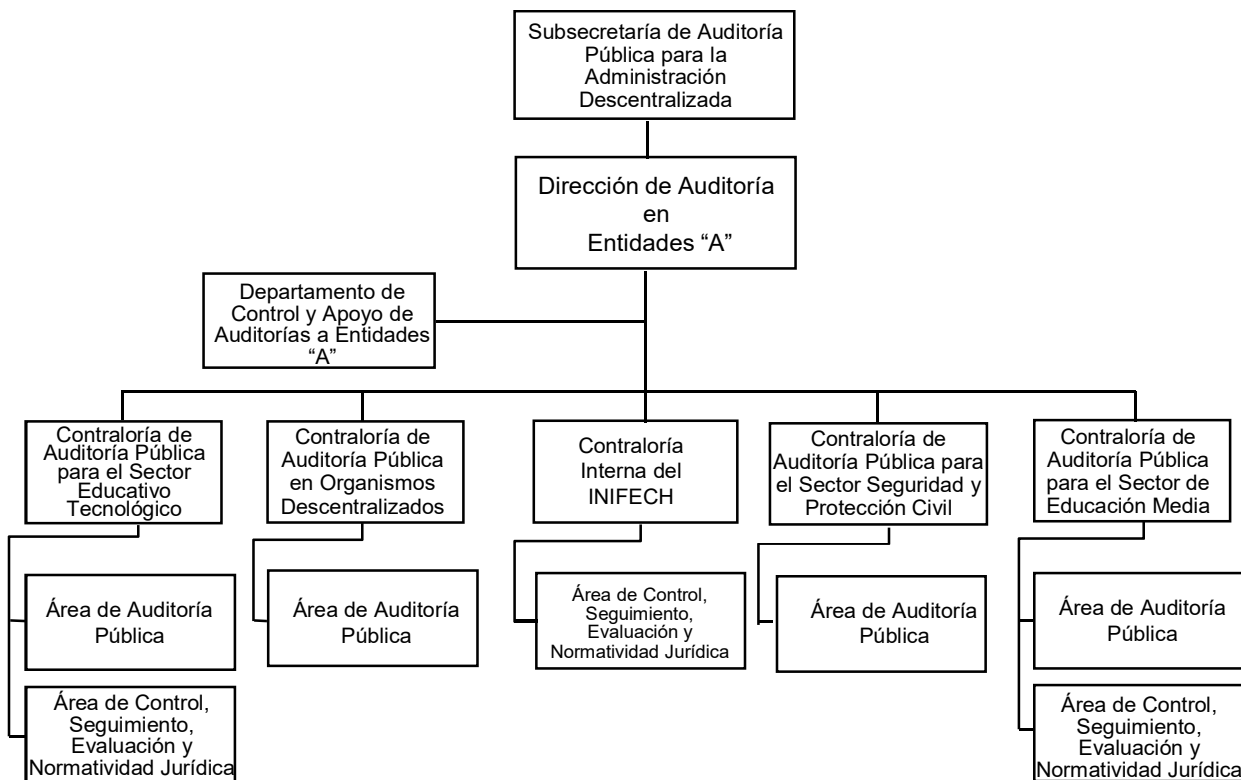 Subsecretaría de Auditoría
Pública para la
Administración
Descentralizada
Dirección de Auditoría
en
Entidades “A”
Departamento de
Control y Apoyo de
Auditorías a Entidades
“A”
Contraloría de
Auditoría Pública
para el Sector
Educativo
Tecnológico
Contraloría de
Auditoría Pública
en Organismos
Descentralizados
Contraloría
Interna del
INIFECH
Contraloría de
Auditoría Pública para
el Sector Seguridad y
Protección Civil
Contraloría de
Auditoría Pública
para el Sector de
Educación Media
Área de Auditoría
Pública
Área de Auditoría
Pública
Área de Control,
Seguimiento,
Evaluación y
Normatividad Jurídica
Área de Auditoría
Pública
Área de Auditoría
Pública
Área de Control,
Seguimiento,
Evaluación y
Normatividad Jurídica
Área de Control,
Seguimiento,
Evaluación y
Normatividad Jurídica